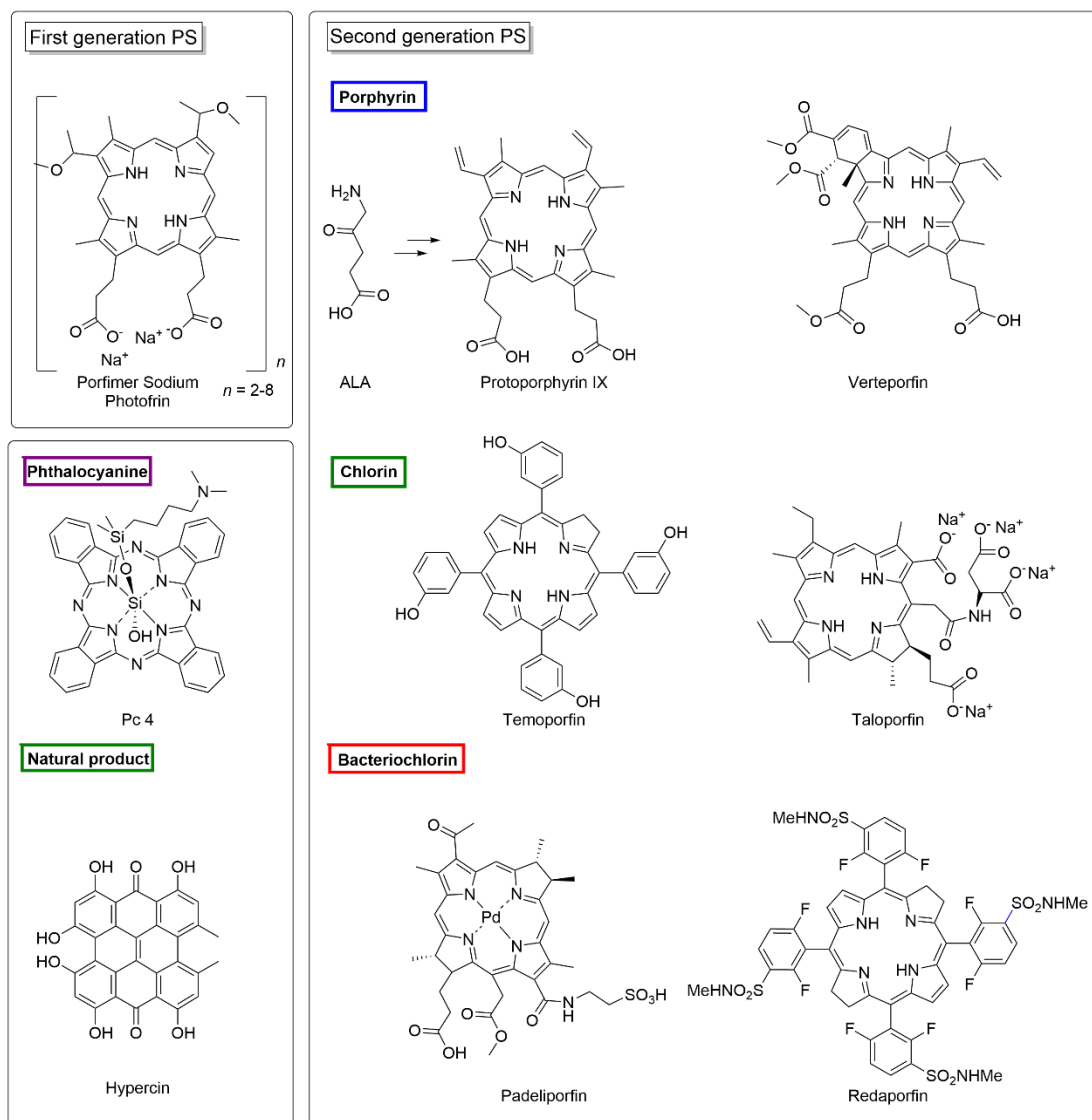 First generation PS
O
O
NH
N
N
HN
O
O-
Na+
Na+
-O
O
n
Na+
Porfimer Sodium
Photofrin
n = 2-8
Second generation PS
Porphyrin
H2N
O
HO
O
ALA
N
HN
NH
N
O
OH
O
OH
Protoporphyrin IX
O
O
O
O
N
HN
NH
N
O
O
O
OH
Verteporfin
Phthalocyanine
N
Si
O
N
N
N
N
Si
N
N
OH
N
N
Pc 4
Chlorin
HO
OH
NH
N
N
HN
HO
OH
Temoporfin
N
HN
NH
N
O
O-
Na+
O
O-
Na+
O-Na+
O
O
N
H
O
O-Na+
Taloporfin
Natural product
OH
O
OH
HO
HO
OH
O
OH
Hypercin
Bacteriochlorin
O
N
N
Pd
N
N
O
OH
O
O
O
N
H
SO3H
Padeliporfin
MeHNO2S
F
F
SO2NHMe
F
F
F
NH
N
N
HN
F
MeHNO2S
F
F
SO2NHMe
Redaporfin